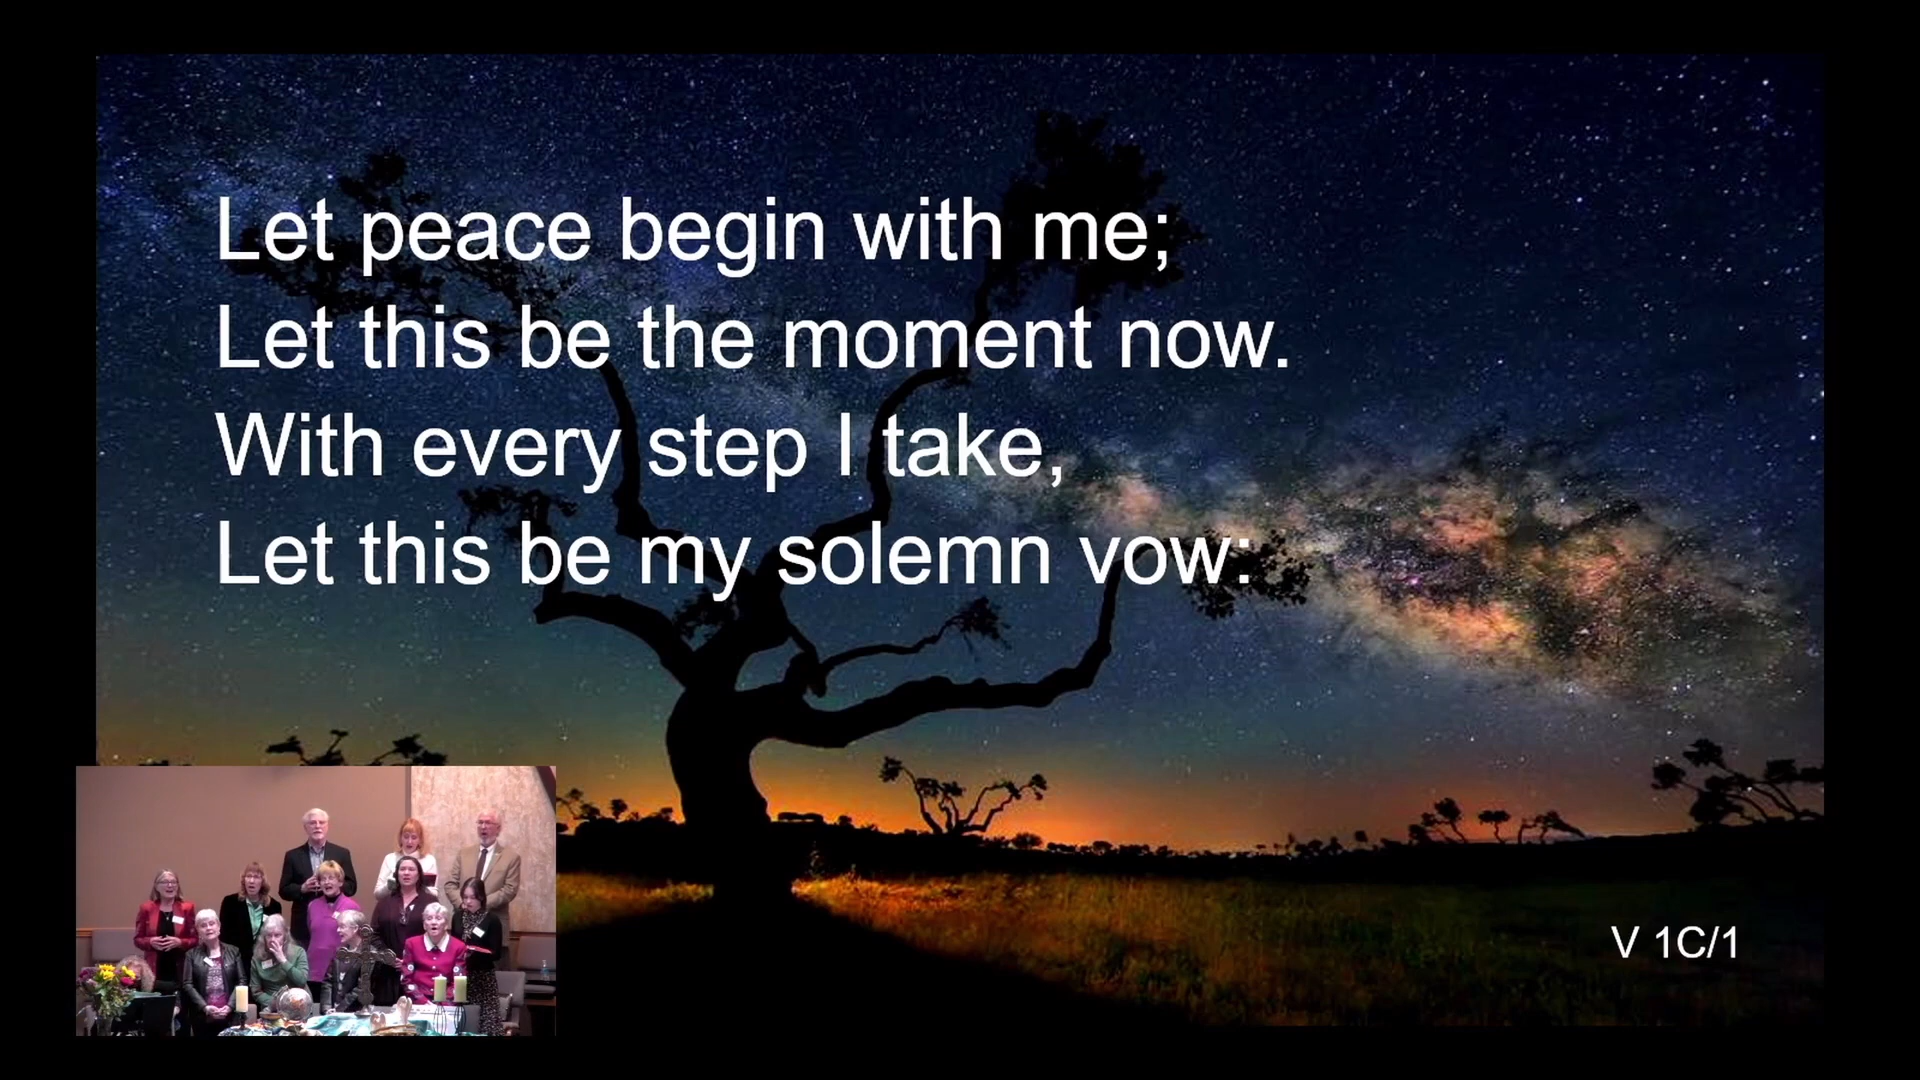 Let peace begin with me;
Let this be the moment now.
With every step I take,
Let this be my solemn vow:
V 1C/1